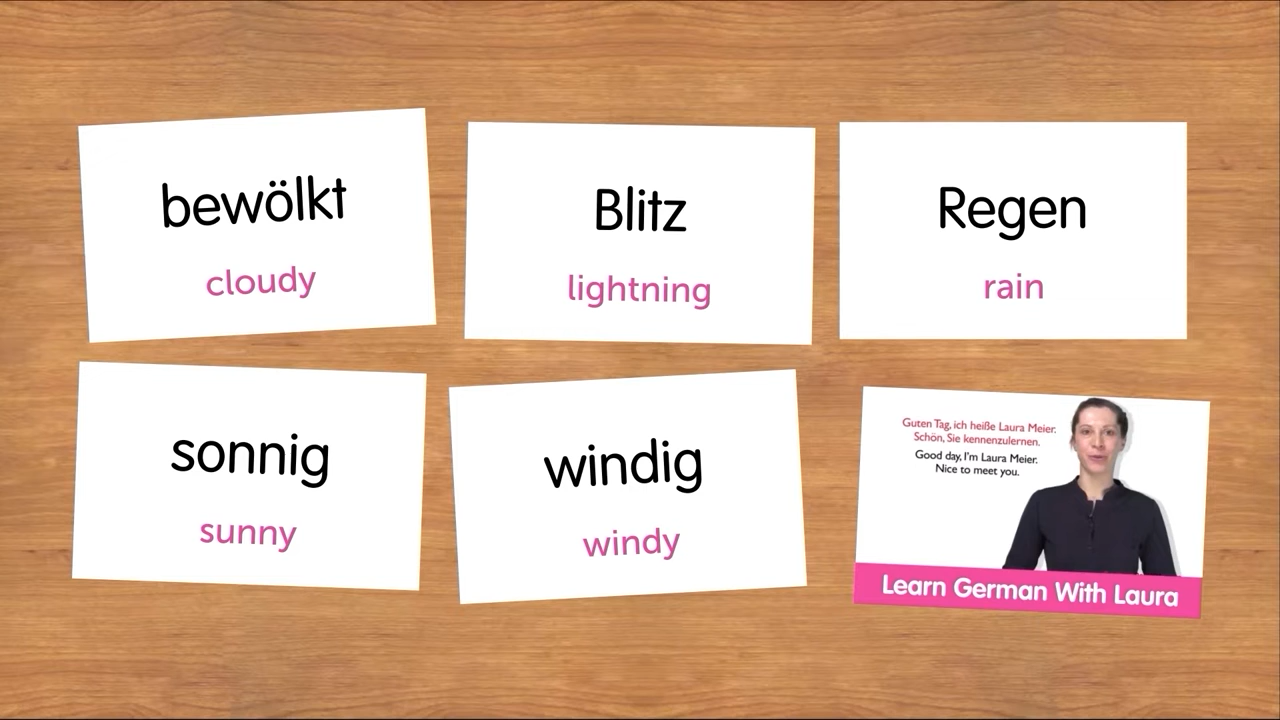 bewölkt
cloudy
Blitz
lightning
Regen
rain
sonnig
sunny
windig
windy
Guten Tag, ich heiße Laura Meier.
Schön, Sie kennenzulernen.
Good day, I'm Laura Meier.
Nice to meet you.
Learn German With Laura